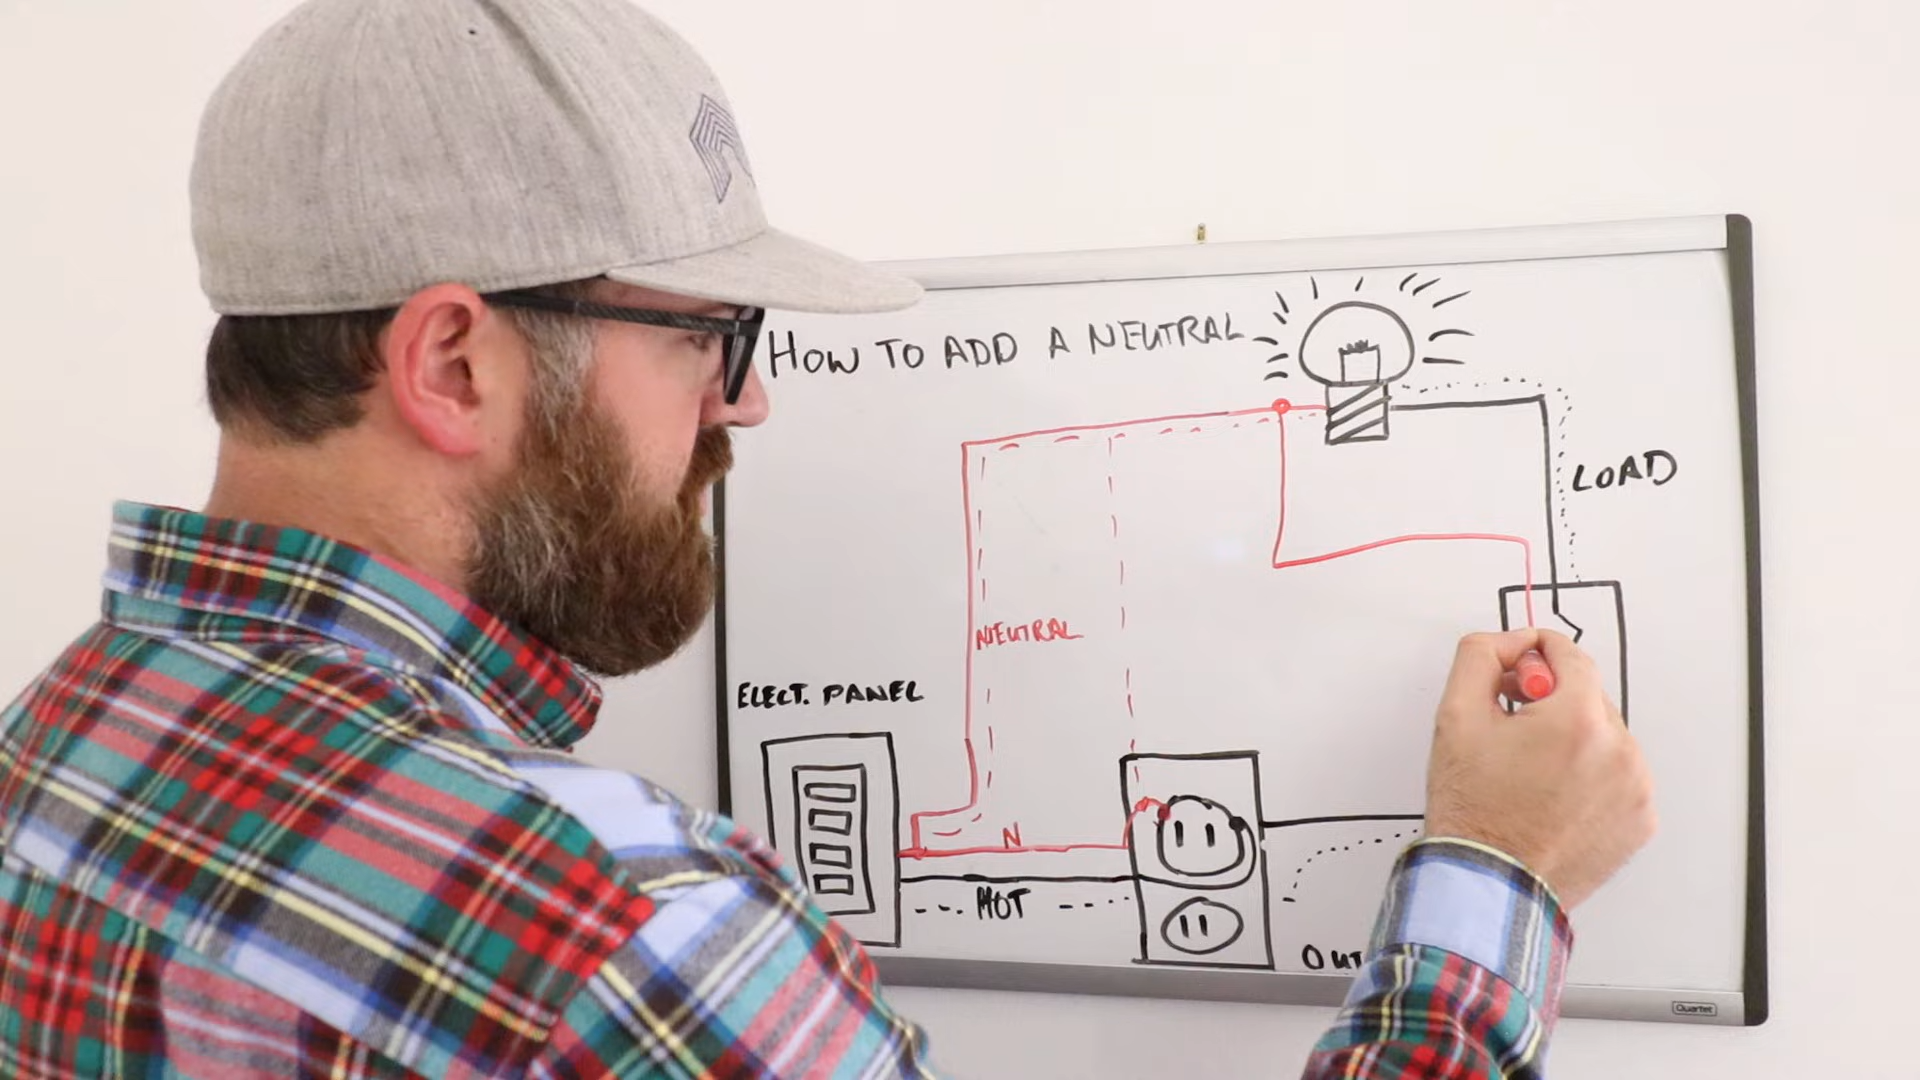 HOW TO ADD A NEUTRAL
LOAD
NEUTRAL
ELECT. PANEL
N
HOT
OUT
Quartet